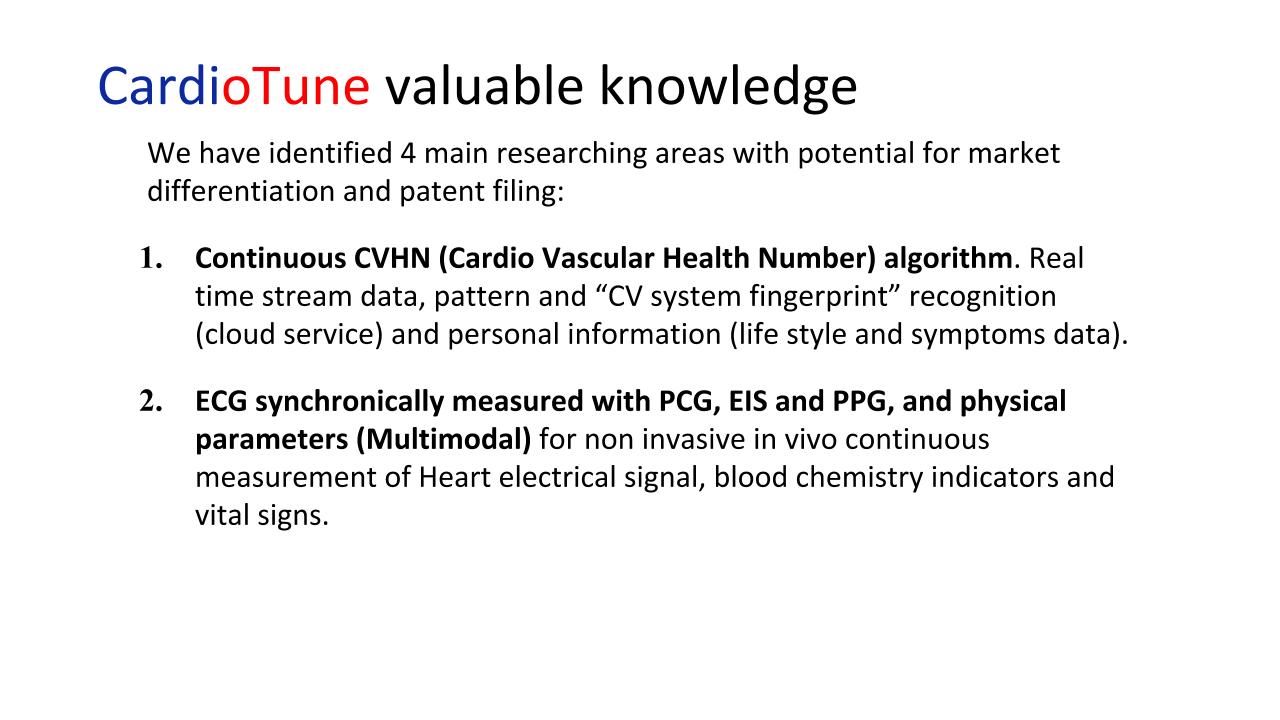 CardioTune valuable knowledge
We have identified 4 main researching areas with potential for market
differentiation and patent filing:
1. Continuous CVHN (Cardio Vascular Health Number) algorithm. Real
time stream data, pattern and “CV system fingerprint” recognition
(cloud service) and personal information (life style and symptoms data).
2. ECG synchronically measured with PCG, EIS and PPG, and physical
parameters (Multimodal) for non invasive in vivo continuous
measurement of Heart electrical signal, blood chemistry indicators and
vital signs.